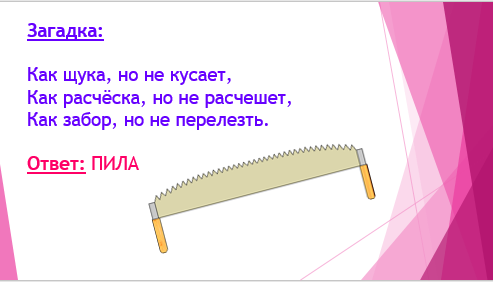 Загадка:
Как щука, но не кусает,
Как расчёска, но не расчешет,
Как забор, но не перелезть.
Ответ: ПИЛА